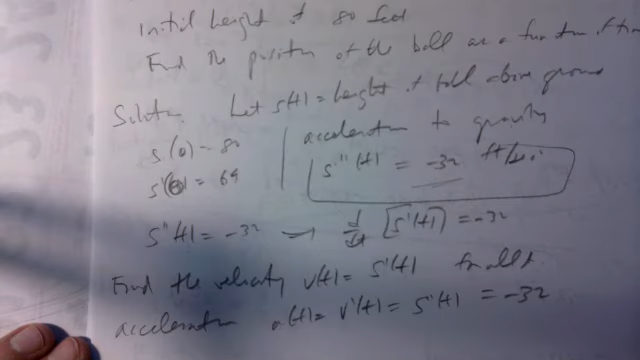 Initial height of 80 feet
Find the position of the ball as a function of time
Solution. Let s(t) = height of ball above ground
s(0) = 80
s'(0) = 64
acceleration to gravity
s''(t) = -32 ft/
s''(t) = -32 → d/dt [s'(t)] = -32
Find the velocity v(t) = s'(t) for all t.
acceleration a(t) = v'(t) = s''(t) = -32